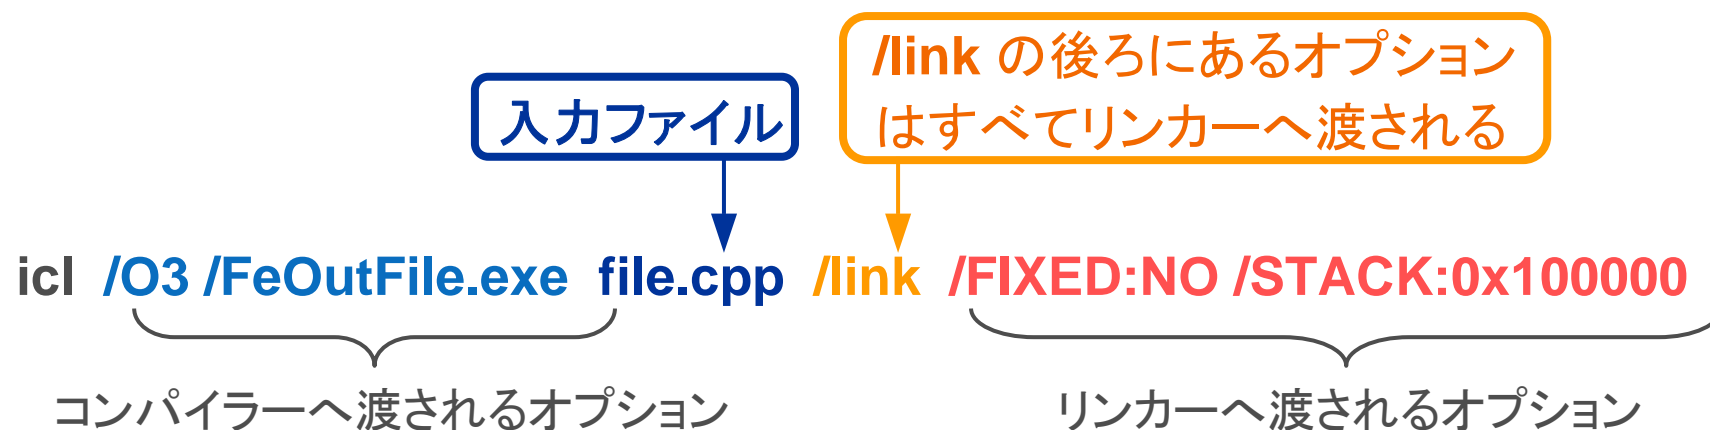 /link の後ろにあるオプション
はすべてリンカーへ渡される
入力ファイル
icl /O3 /FeOutFile.exe file.cpp /link /FIXED:NO /STACK:0x100000
コンパイラーへ渡されるオプション
リンカーへ渡されるオプション